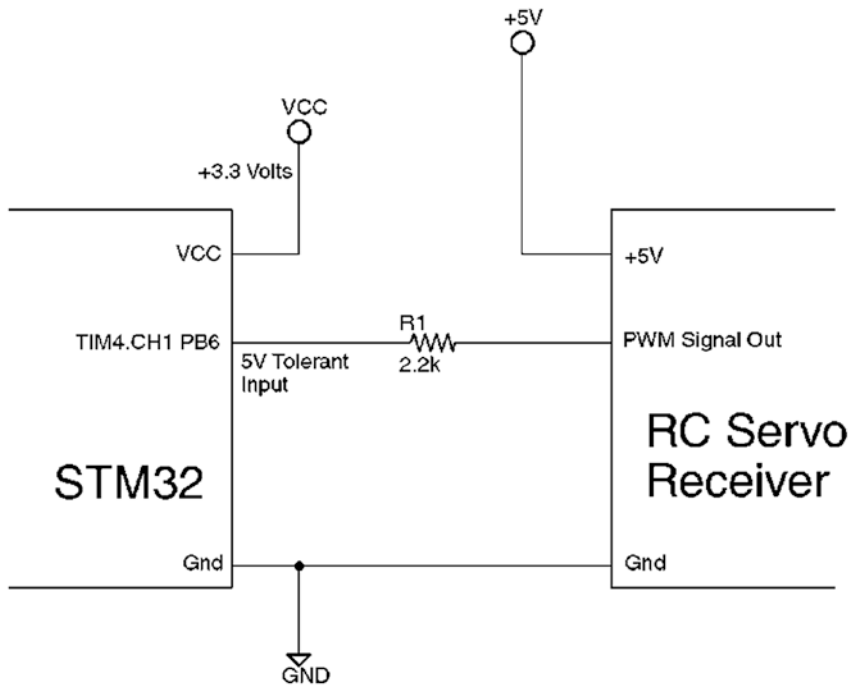 +5V
VCC
+3.3 Volts
VCC
+5V
TIM4.CH1 PB6
R1
PWM Signal Out
5V Tolerant
Input
2.2k
STM32
RC Servo
Receiver
Gnd
Gnd
GND